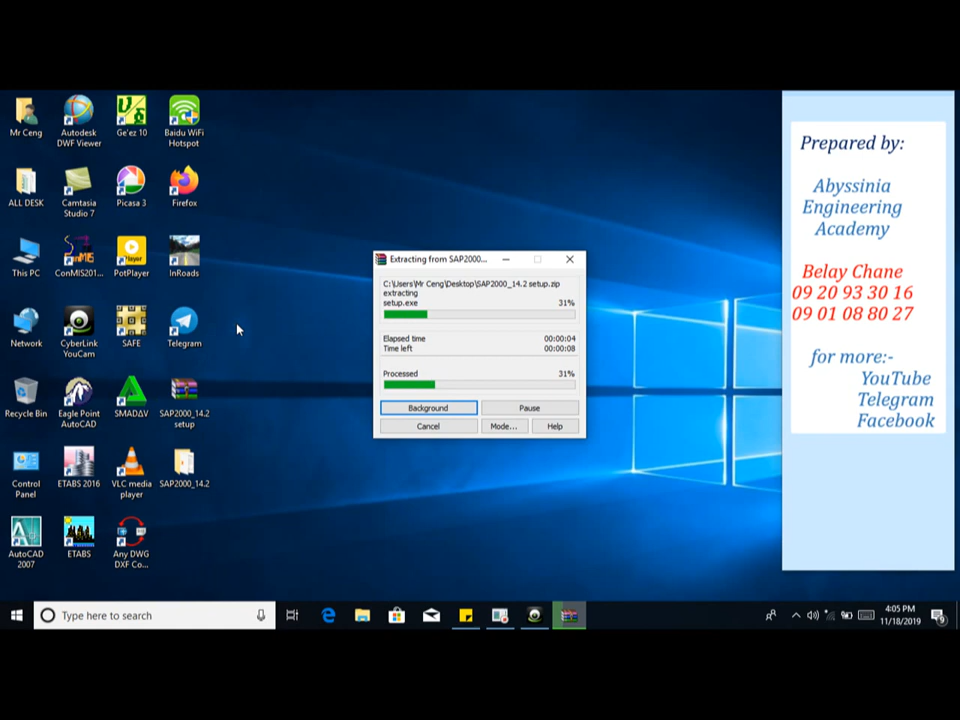 Mr Ceng
Autodesk
DWF Viewer
Ge'ez 10
Baidu WiFi
Hotspot
ALL DESK
Camtasia
Studio 7
Picasa 3
Firefox
This PC
ConMIS201...
PotPlayer
InRoads
Network
CyberLink
YouCam
SAFE
Telegram
Recycle Bin
Eagle Point
AutoCAD
SMADΔV
SAP2000_14.2
setup
Control
Panel
ETABS 2016
VLC media
player
SAP2000_14.2
AutoCAD
2007
ETABS
Any DWG
DXF Co...
Extracting from SAP2000...
C:\Users\Mr Ceng\Desktop\SAP2000_14.2 setup.zip
extracting
setup.exe 31%
Elapsed time 00:00:04
Time left 00:00:08
Processed 31%
Background Pause
Cancel Mode... Help
Prepared by:
Abyssinia
Engineering
Academy
Belay Chane
09 20 93 30 16
09 01 08 80 27
for more:-
YouTube
Telegram
Facebook
Type here to search
4:05 PM
11/18/2019